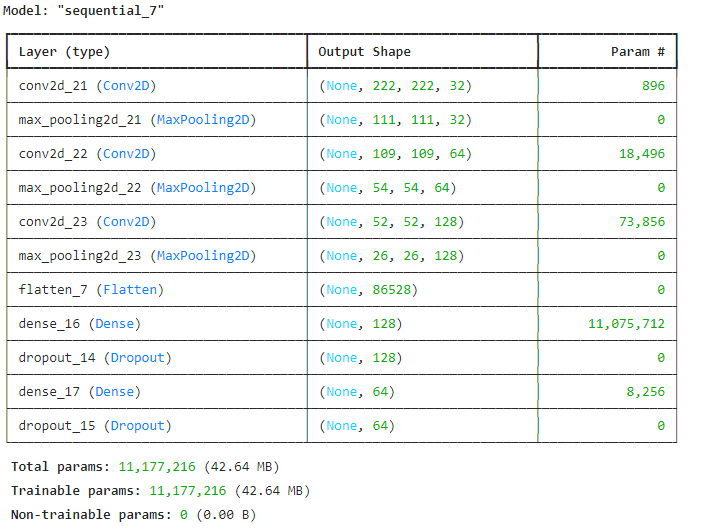 Model: "sequential_7"
Layer (type) Output Shape Param #
conv2d_21 (Conv2D) (None, 222, 222, 32) 896
max_pooling2d_21 (MaxPooling2D) (None, 111, 111, 32) 0
conv2d_22 (Conv2D) (None, 109, 109, 64) 18,496
max_pooling2d_22 (MaxPooling2D) (None, 54, 54, 64) 0
conv2d_23 (Conv2D) (None, 52, 52, 128) 73,856
max_pooling2d_23 (MaxPooling2D) (None, 26, 26, 128) 0
flatten_7 (Flatten) (None, 86528) 0
dense_16 (Dense) (None, 128) 11,075,712
dropout_14 (Dropout) (None, 128) 0
dense_17 (Dense) (None, 64) 8,256
dropout_15 (Dropout) (None, 64) 0
Total params: 11,177,216 (42.64 MB)
Trainable params: 11,177,216 (42.64 MB)
Non-trainable params: 0 (0.00 B)